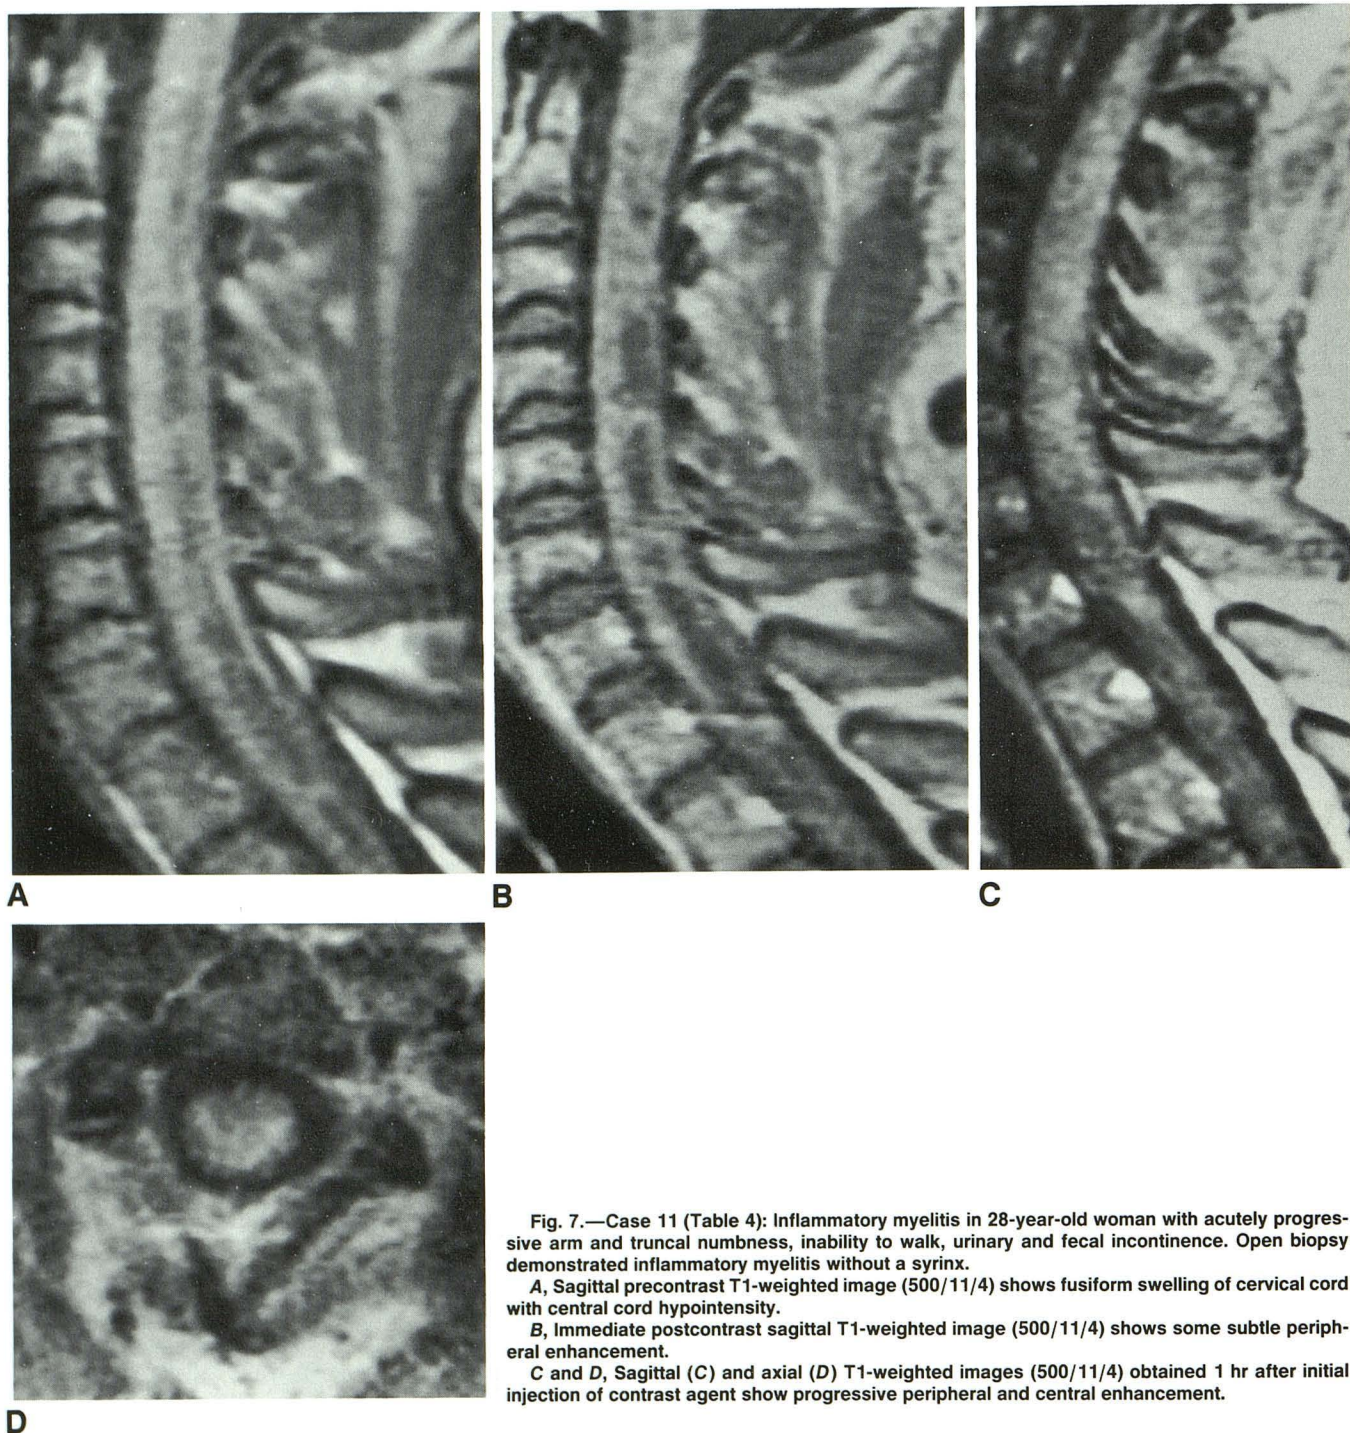 A
B
C
D
Fig. 7.—Case 11 (Table 4): Inflammatory myelitis in 28-year-old woman with acutely progres-
sive arm and truncal numbness, inability to walk, urinary and fecal incontinence. Open biopsy
demonstrated inflammatory myelitis without a syrinx.
A, Sagittal precontrast T1-weighted image (500/11/4) shows fusiform swelling of cervical cord
with central cord hypointensity.
B, Immediate postcontrast sagittal T1-weighted image (500/11/4) shows some subtle periph-
eral enhancement.
C and D, Sagittal (C) and axial (D) T1-weighted images (500/11/4) obtained 1 hr after initial
injection of contrast agent show progressive peripheral and central enhancement.